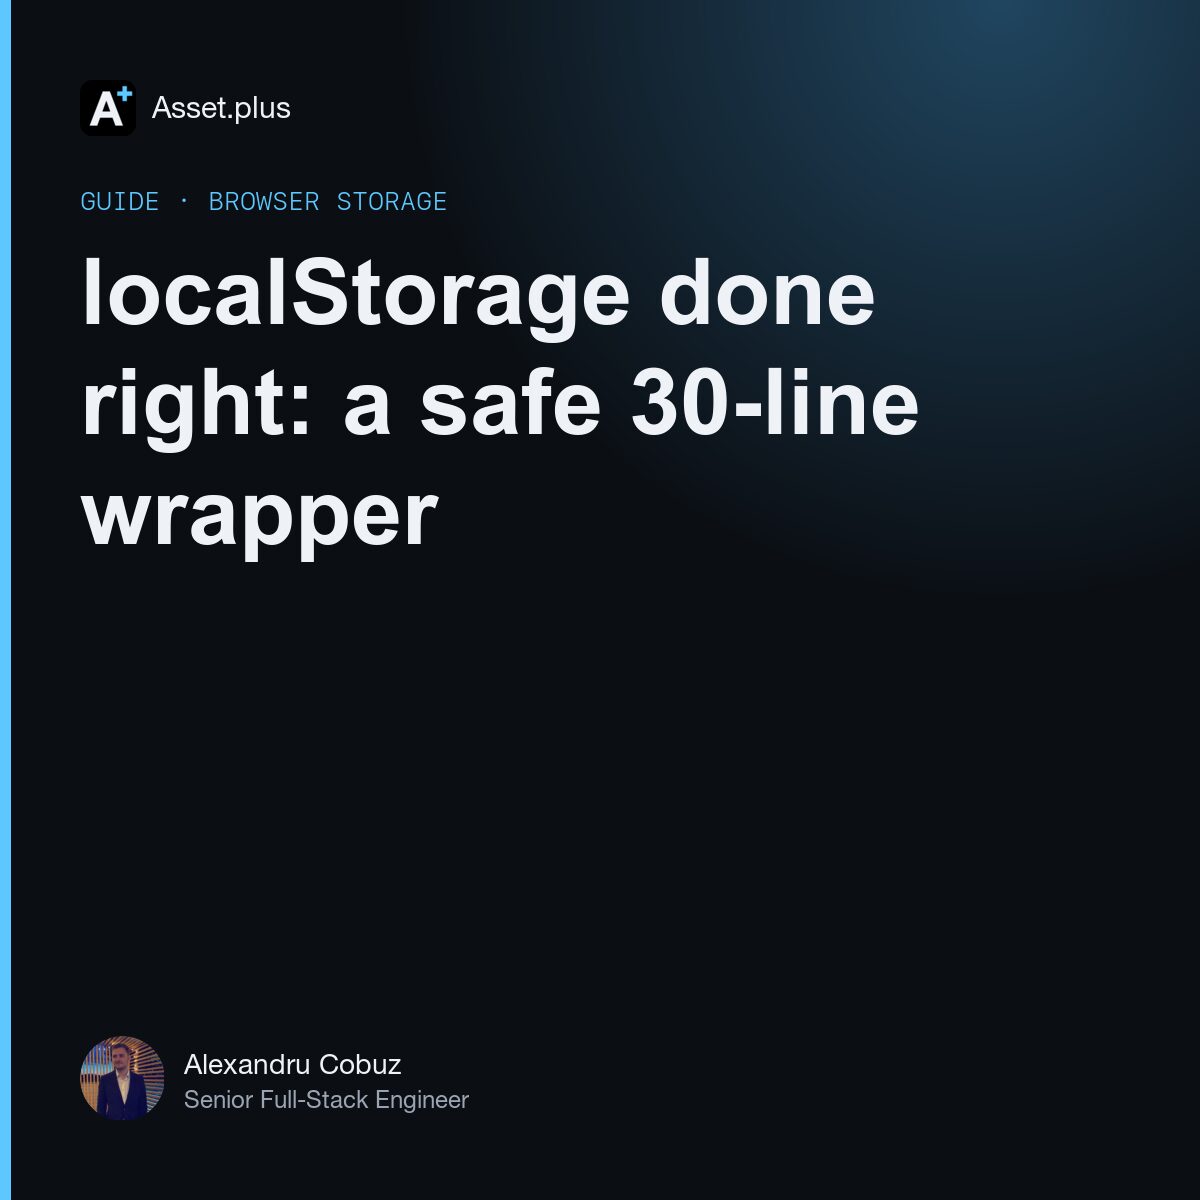 A+ Asset.plus
GUIDE · BROWSER STORAGE
localStorage done
right: a safe 30-line
wrapper
Alexandru Cobuz
Senior Full-Stack Engineer